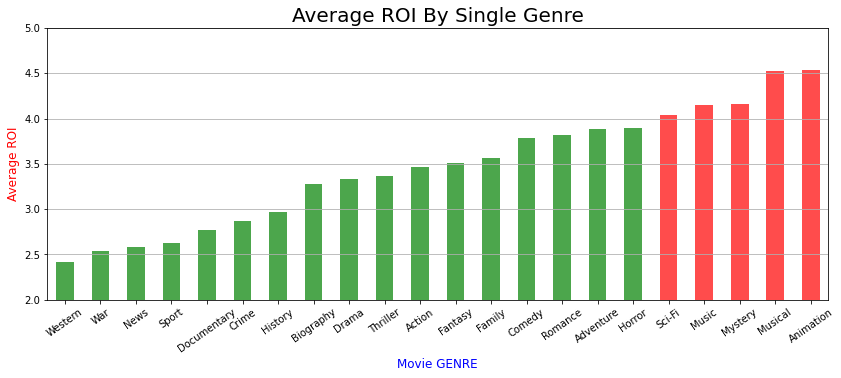 Average ROI By Single Genre
5.0
4.5
4.0
3.5
3.0
2.5
2.0
Average ROI
Western
War
News
Sport
Documentary
Crime
History
Biography
Drama
Thriller
Action
Fantasy
Family
Comedy
Romance
Adventure
Horror
Sci-Fi
Music
Mystery
Musical
Animation
Movie GENRE